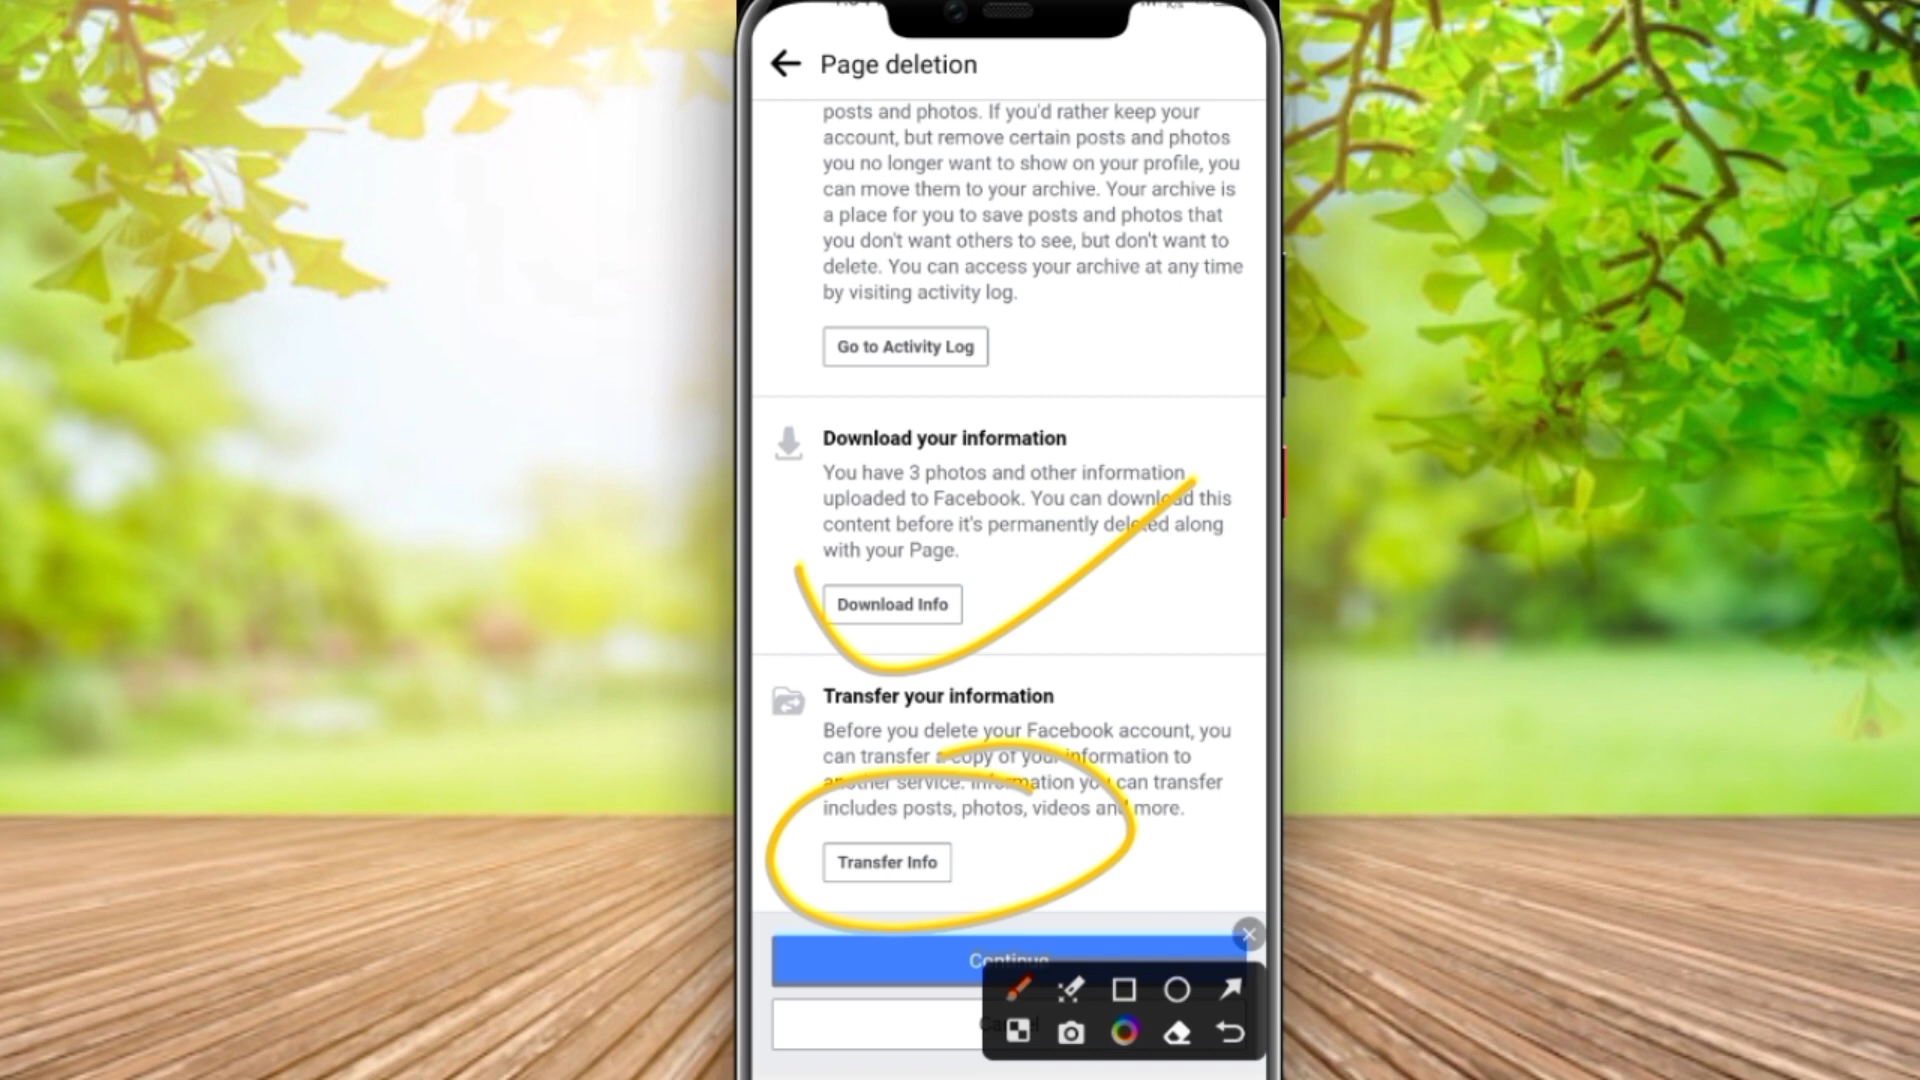 Page deletion
posts and photos. If you'd rather keep your
account, but remove certain posts and photos
you no longer want to show on your profile, you
can move them to your archive. Your archive is
a place for you to save posts and photos that
you don't want others to see, but don't want to
delete. You can access your archive at any time
by visiting activity log.
Go to Activity Log
Download your information
You have 3 photos and other information
uploaded to Facebook. You can download this
content before it's permanently deleted along
with your Page.
Download Info
Transfer your information
Before you delete your Facebook account, you
can transfer a copy of your information to
another service. Information you can transfer
includes posts, photos, videos and more.
Transfer Info
Continue